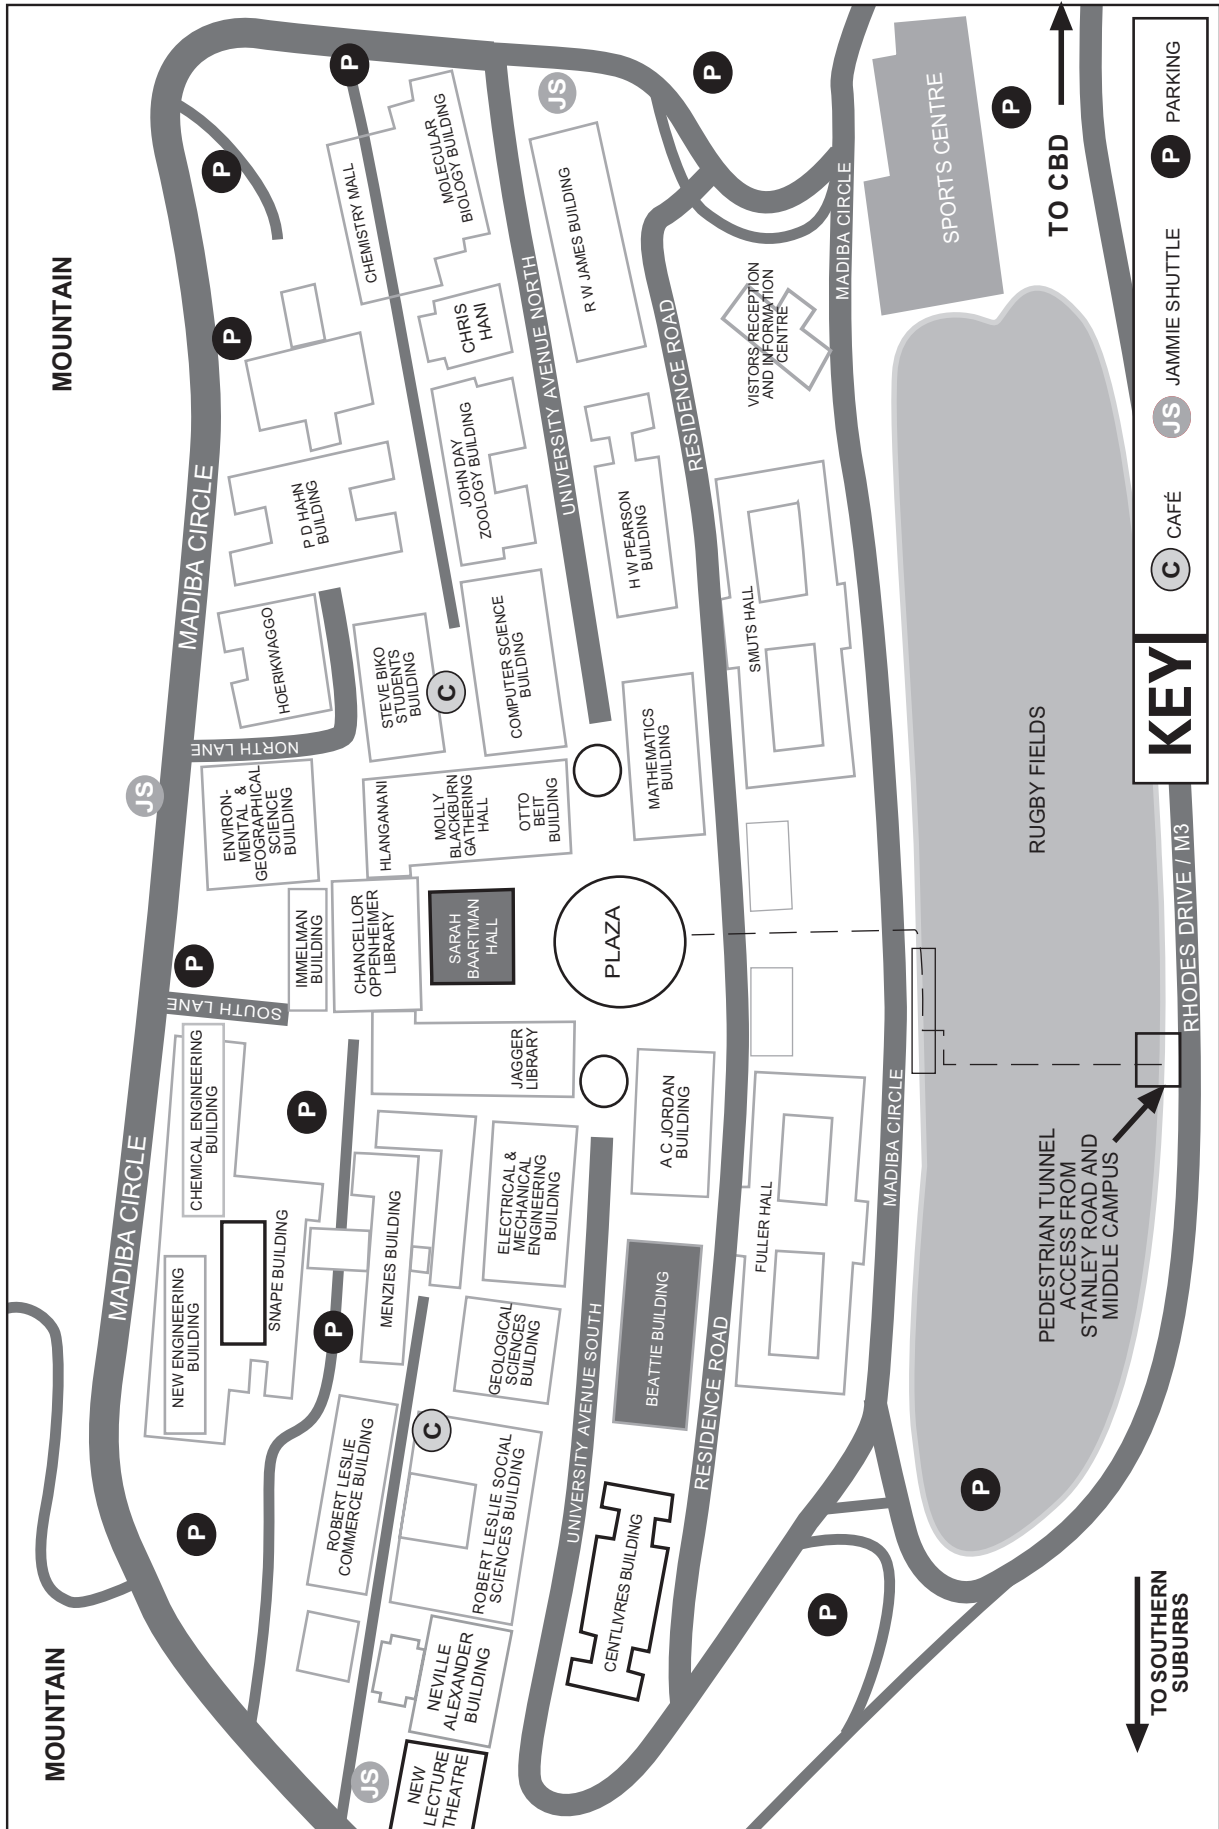 MOUNTAIN
MOUNTAIN
MADIBA CIRCLE
MADIBA CIRCLE
P
P
P
P
P
P
P
P
P
P
P
JS
JS
JS
C
C
NEW ENGINEERING
BUILDING
CHEMICAL ENGINEERING
BUILDING
SNAPE BUILDING
SOUTH LANE
NORTH LANE
ENVIRON-
MENTAL &
GEOGRAPHICAL
SCIENCE
BUILDING
HOERIKWAGGO
P D HAHN
BUILDING
CHEMISTRY MALL
MOLECULAR
BIOLOGY BUILDING
CHRIS
HANI
JOHN DAY
ZOOLOGY BUILDING
STEVE BIKO
STUDENTS
BUILDING
COMPUTER SCIENCE
BUILDING
IMMELMAN
BUILDING
CHANCELLOR
OPPENHEIMER
LIBRARY
HLANGANANI
MOLLY
BLACKBURN
GATHERING
HALL
OTTO
BEIT
BUILDING
SARAH
BAARTMAN
HALL
JAGGER
LIBRARY
PLAZA
MENZIES BUILDING
ELECTRICAL &
MECHANICAL
ENGINEERING
BUILDING
GEOLOGICAL
SCIENCES
BUILDING
ROBERT LESLIE
COMMERCE BUILDING
ROBERT LESLIE SOCIAL
SCIENCES BUILDING
NEVILLE
ALEXANDER
BUILDING
NEW
LECTURE
THEATRE
UNIVERSITY AVENUE SOUTH
UNIVERSITY AVENUE NORTH
CENTLIVRES BUILDING
BEATTIE BUILDING
A C JORDAN
BUILDING
MATHEMATICS
BUILDING
H W PEARSON
BUILDING
R W JAMES BUILDING
RESIDENCE ROAD
RESIDENCE ROAD
FULLER HALL
SMUTS HALL
VISTORS RECEPTION
AND INFORMATION
CENTRE
MADIBA CIRCLE
MADIBA CIRCLE
SPORTS CENTRE
RUGBY FIELDS
PEDESTRIAN TUNNEL
ACCESS FROM
STANLEY ROAD AND
MIDDLE CAMPUS
RHODES DRIVE / M3
TO CBD
TO SOUTHERN
SUBURBS
KEY
C CAFÉ
JS JAMMIE SHUTTLE
P PARKING